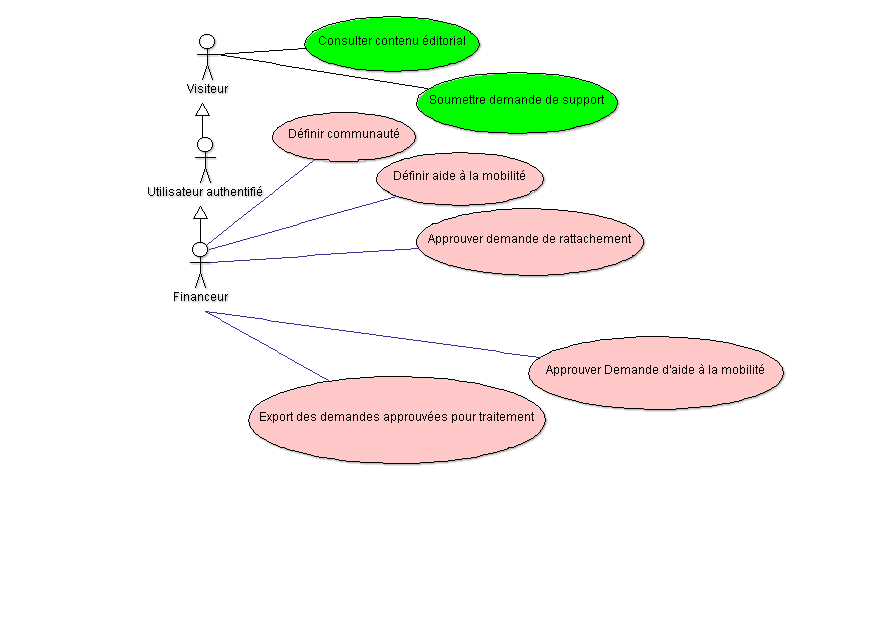 Consulter contenu éditorial
Visiteur
Soumettre demande de support
Définir communauté
Définir aide à la mobilité
Utilisateur authentifié
Approuver demande de rattachement
Financeur
Approuver Demande d'aide à la mobilité
Export des demandes approuvées pour traitement